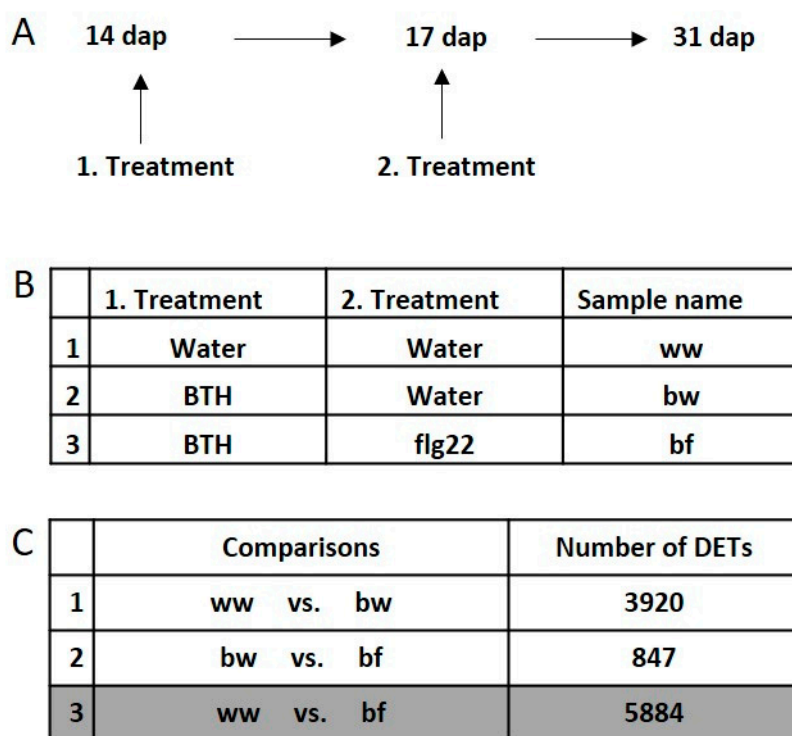 A 14 dap 17 dap 31 dap
1. Treatment 2. Treatment
B
1. Treatment 2. Treatment Sample name
1 Water Water ww
2 BTH Water bw
3 BTH flg22 bf
C
Comparisons Number of DETs
1 ww vs. bw 3920
2 bw vs. bf 847
3 ww vs. bf 5884